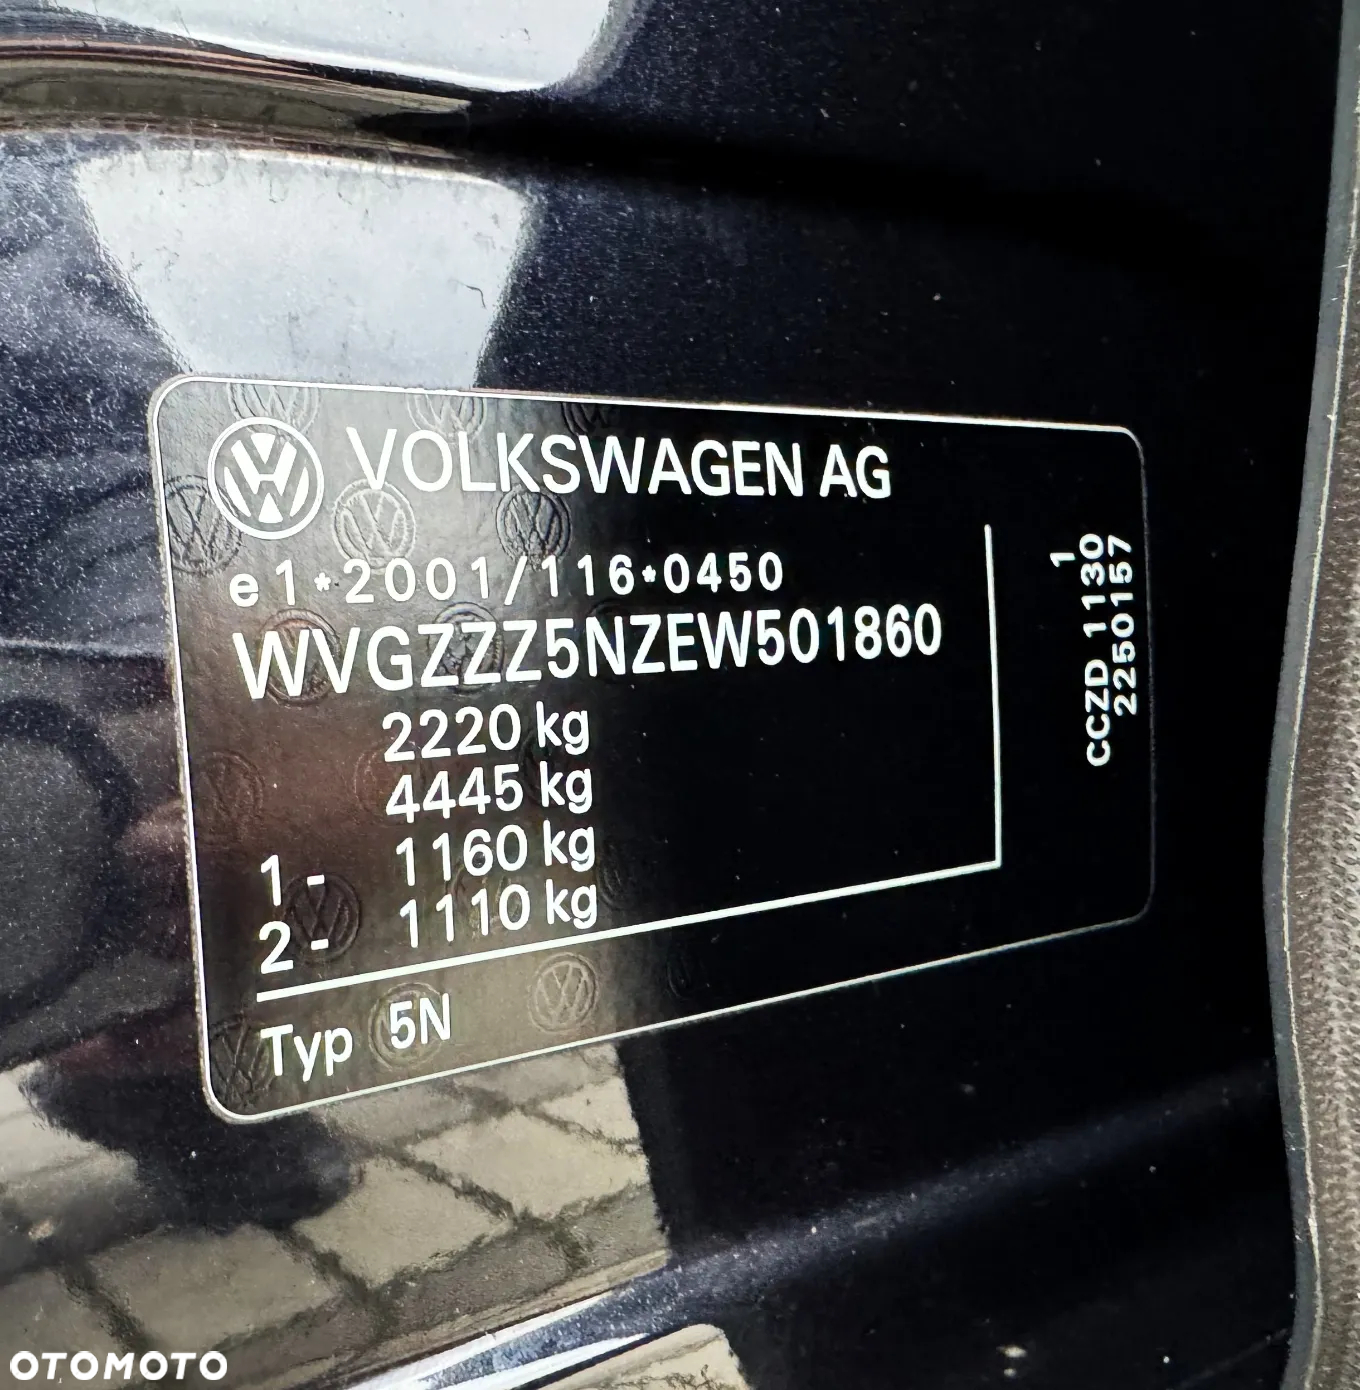 VOLKSWAGEN AG
e1*2001/116*0450
WVGZZZ5NZEW501860
2220 kg
4445 kg
1- 1160 kg
2- 1110 kg
Typ 5N
1
CCZD 1130
2250157
OTOMOTO